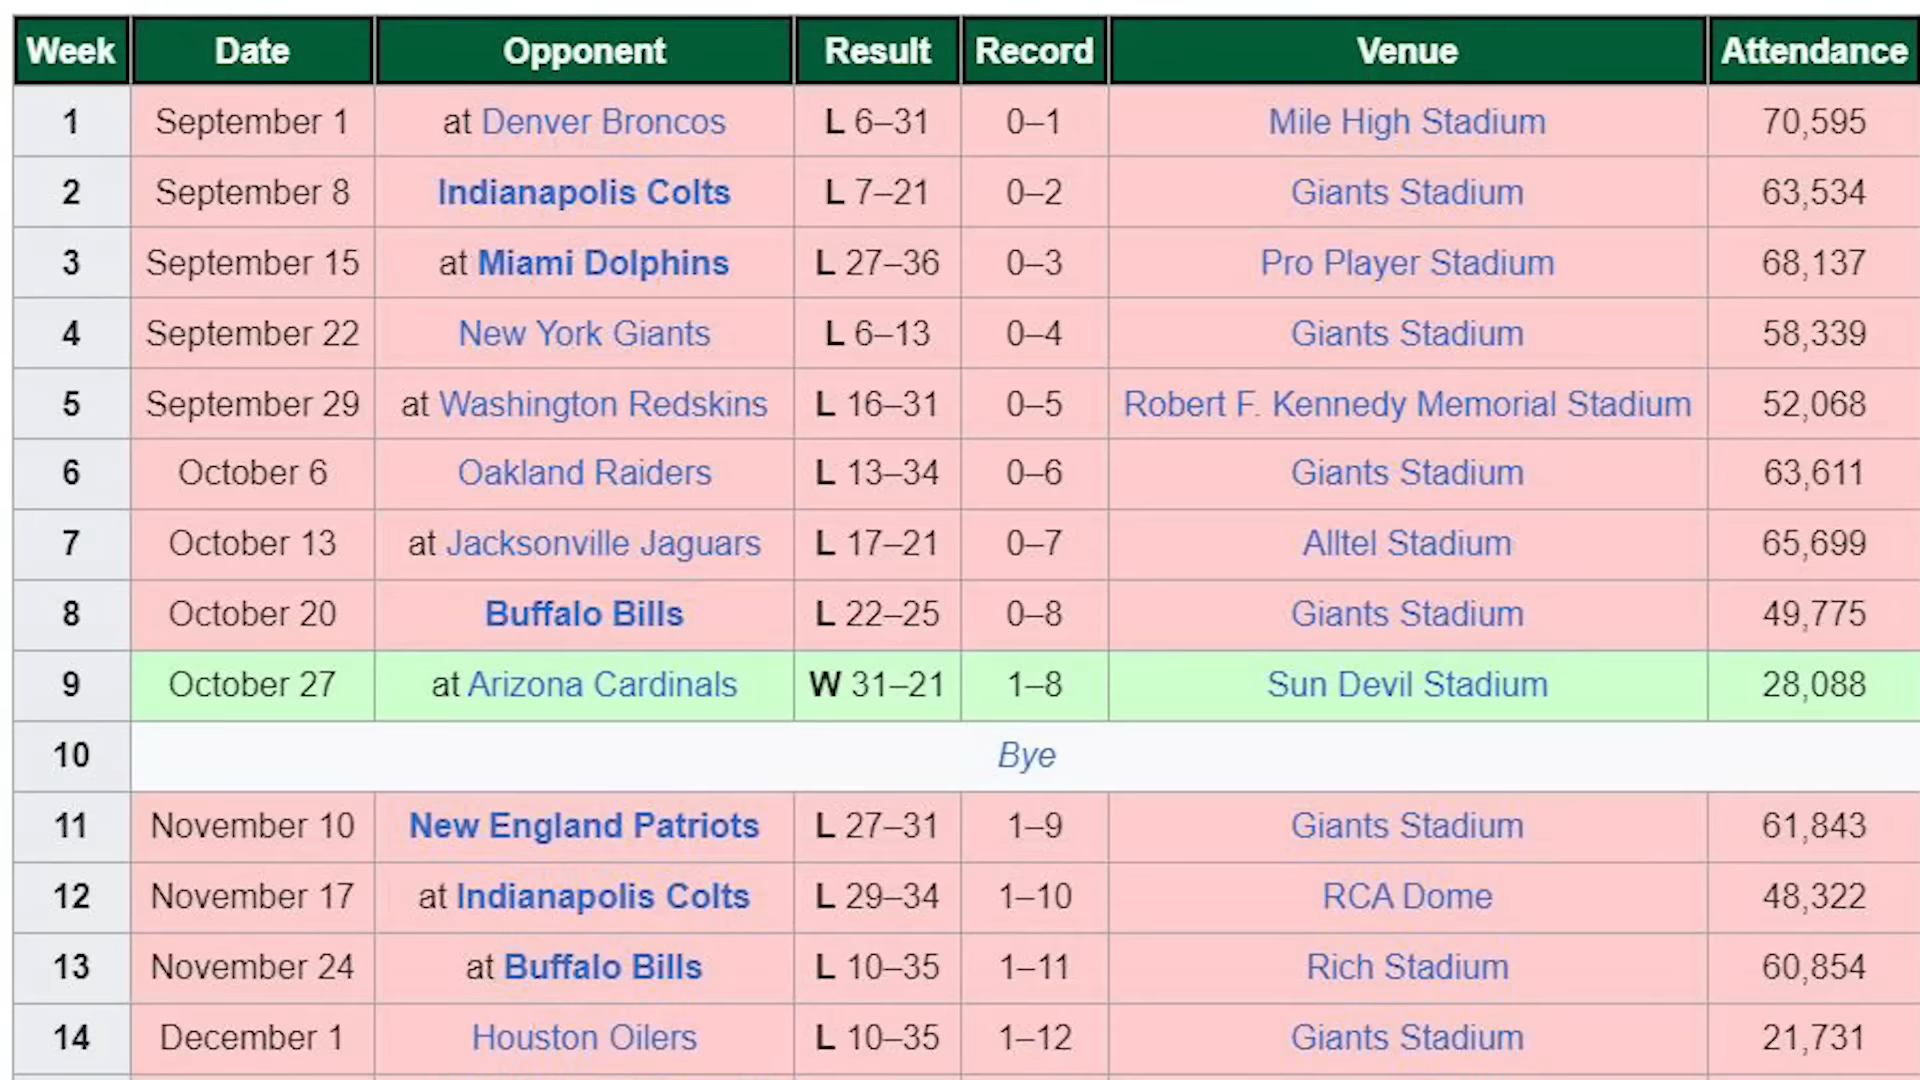 Week Date Opponent Result Record Venue Attendance
1 September 1 at Denver Broncos L 6–31 0–1 Mile High Stadium 70,595
2 September 8 Indianapolis Colts L 7–21 0–2 Giants Stadium 63,534
3 September 15 at Miami Dolphins L 27–36 0–3 Pro Player Stadium 68,137
4 September 22 New York Giants L 6–13 0–4 Giants Stadium 58,339
5 September 29 at Washington Redskins L 16–31 0–5 Robert F. Kennedy Memorial Stadium 52,068
6 October 6 Oakland Raiders L 13–34 0–6 Giants Stadium 63,611
7 October 13 at Jacksonville Jaguars L 17–21 0–7 Alltel Stadium 65,699
8 October 20 Buffalo Bills L 22–25 0–8 Giants Stadium 49,775
9 October 27 at Arizona Cardinals W 31–21 1–8 Sun Devil Stadium 28,088
10 Bye
11 November 10 New England Patriots L 27–31 1–9 Giants Stadium 61,843
12 November 17 at Indianapolis Colts L 29–34 1–10 RCA Dome 48,322
13 November 24 at Buffalo Bills L 10–35 1–11 Rich Stadium 60,854
14 December 1 Houston Oilers L 10–35 1–12 Giants Stadium 21,731